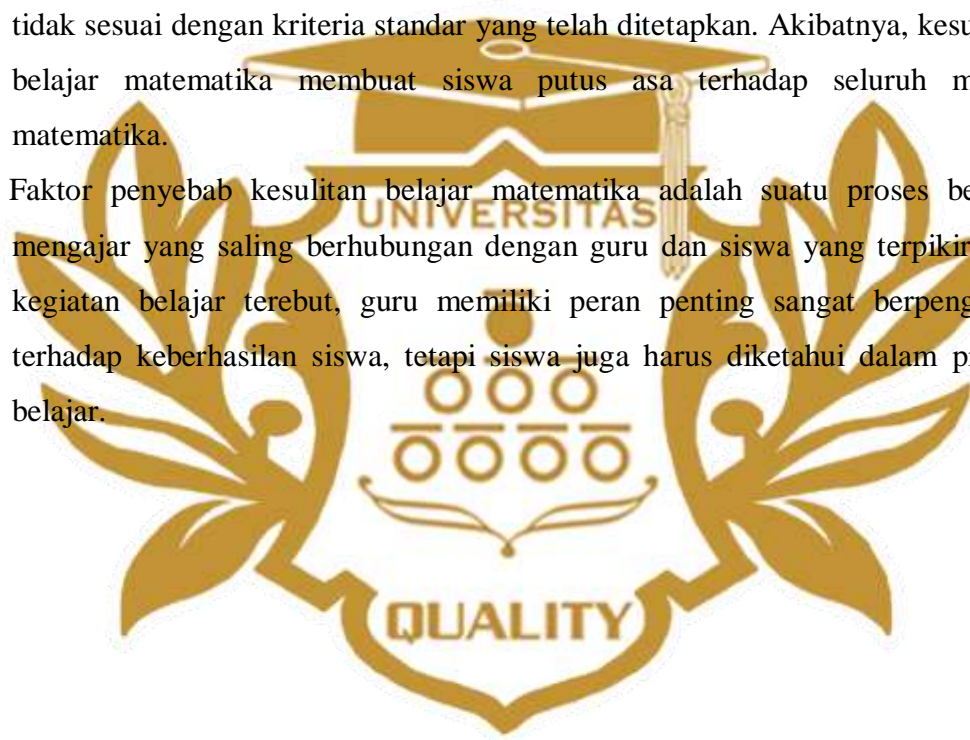 tidak sesuai dengan kriteria standar yang telah ditetapkan. Akibatnya, kesu
belajar matematika membuat siswa putus asa terhadap seluruh m
matematika.
Faktor penyebab kesulitan belajar matematika adalah suatu proses be
UNIVERSITAS
mengajar yang saling berhubungan dengan guru dan siswa yang terpikir
kegiatan belajar terebut, guru memiliki peran penting sangat berpeng
terhadap keberhasilan siswa, tetapi siswa juga harus diketahui dalam p
belajar.
QUALITY